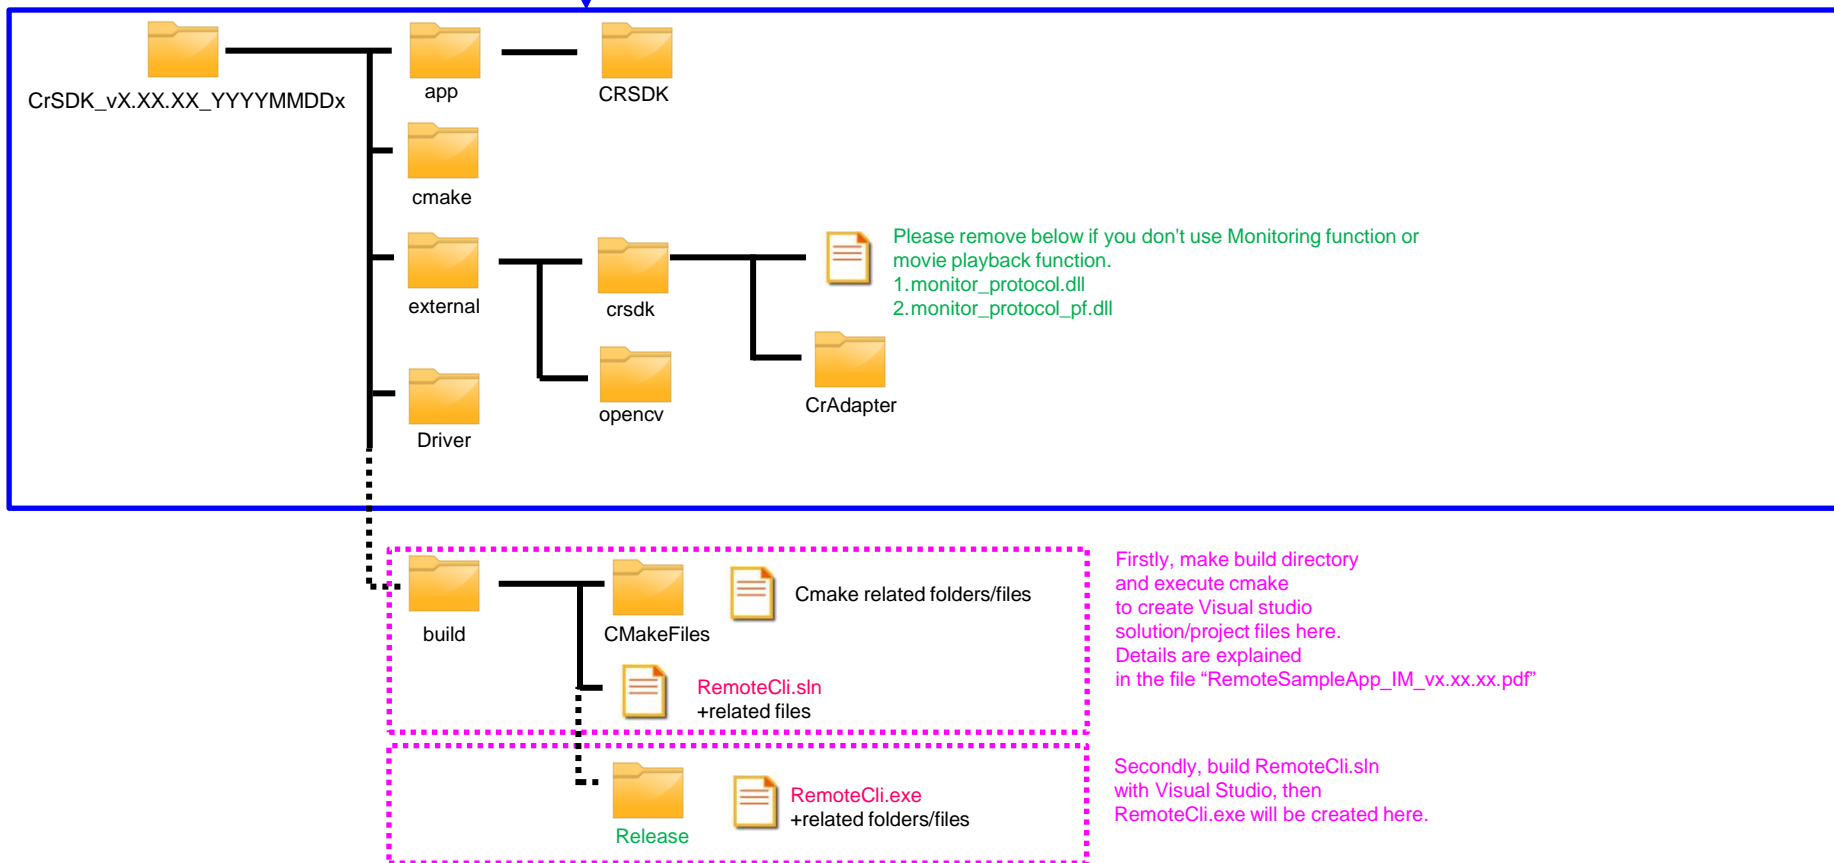 CrSDK_vX.XX.XX_YYYYMMDDx
app
CRSDK
cmake
external
crsdk
Please remove below if you don't use Monitoring function or
movie playback function.
1.monitor_protocol.dll
2.monitor_protocol_pf.dll
opencv
CrAdapter
Driver
build
CMakeFiles
Cmake related folders/files
RemoteCli.sln
+related files
Firstly, make build directory
and execute cmake
to create Visual studio
solution/project files here.
Details are explained
in the file “RemoteSampleApp_IM_vx.xx.xx.pdf”
Release
RemoteCli.exe
+related folders/files
Secondly, build RemoteCli.sln
with Visual Studio, then
RemoteCli.exe will be created here.